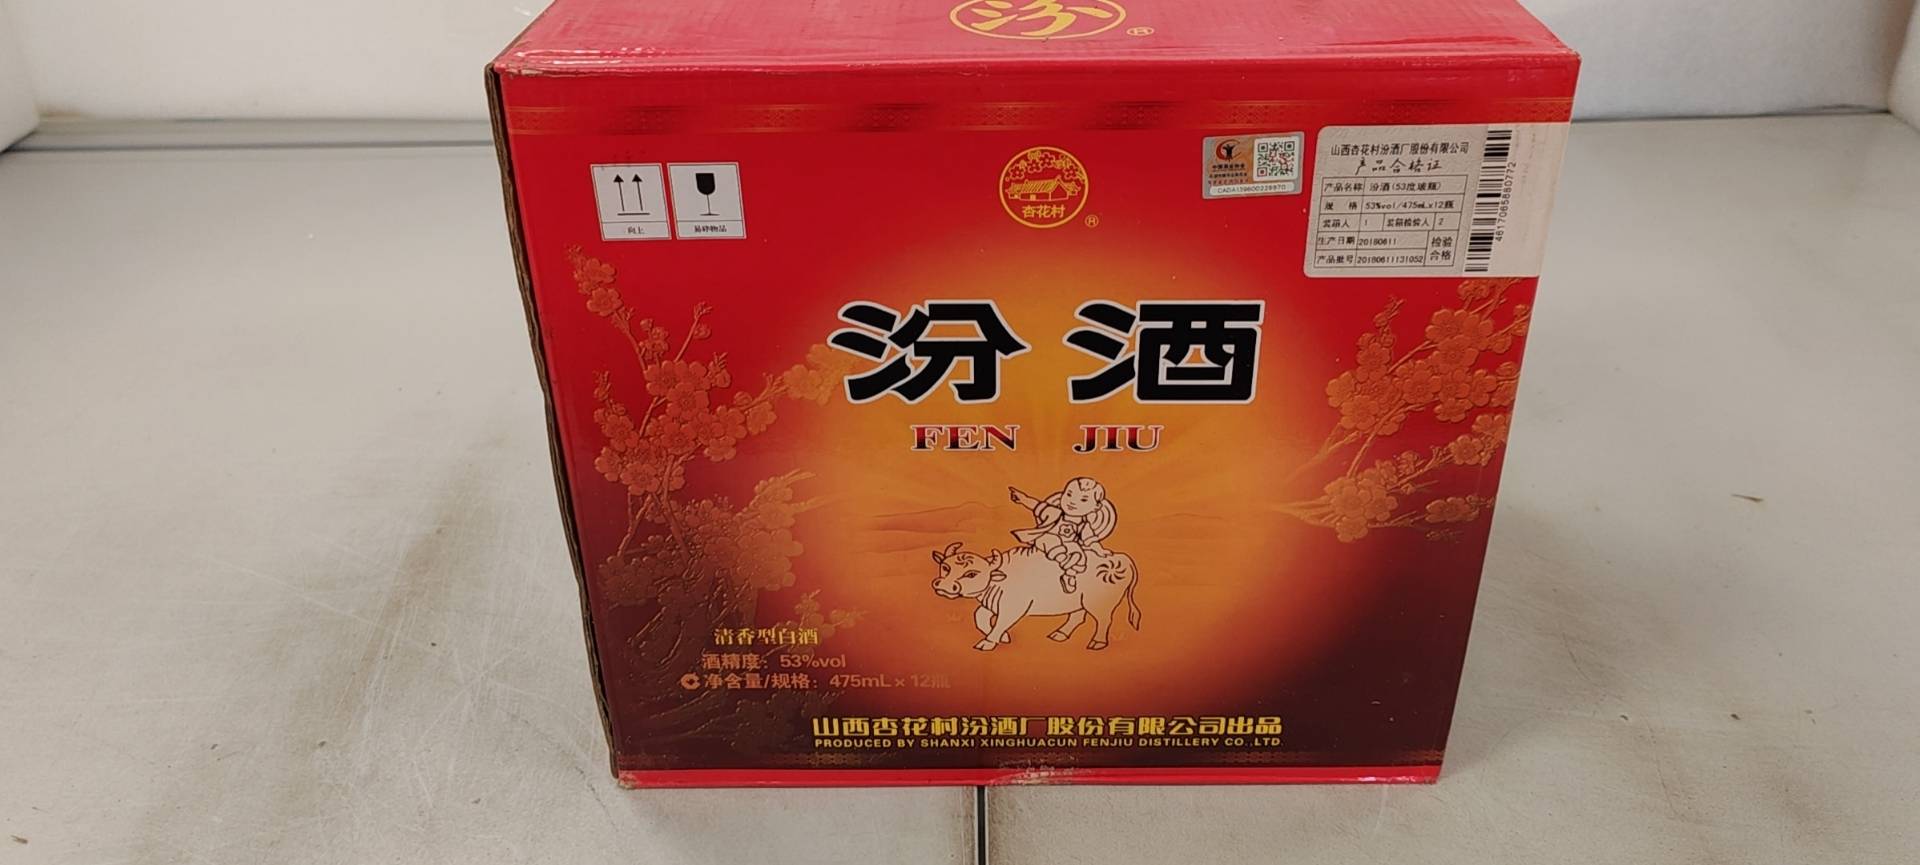 汾
®
杏花村
®
向上
易碎物品
CADA139600228970
山西杏花村汾酒厂股份有限公司
产品合格证
产品名称 汾酒(53度玻瓶)
规 格 53%vol/475mL×12瓶
装箱人 1 装箱检验人 2
生产日期 20180611 检验
产品批号 20180611131052 合格
4617065880772
汾酒
FEN JIU
清香型白酒
酒精度：53%vol
净含量/规格：475mL×12瓶
山西杏花村汾酒厂股份有限公司出品
PRODUCED BY SHANXI XINGHUACUN FENJIU DISTILLERY CO.,LTD.